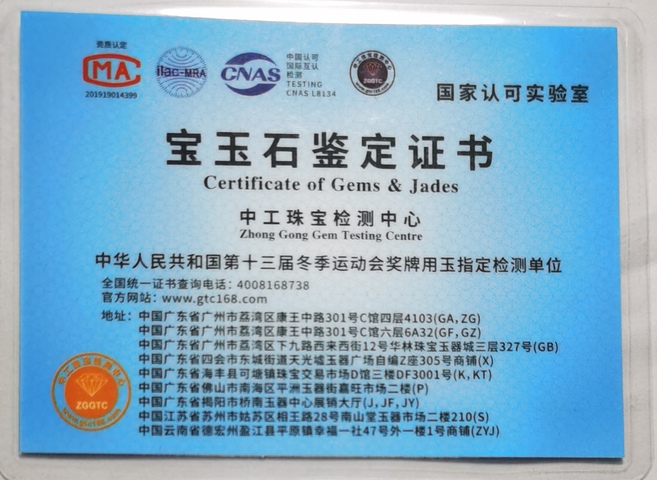 资质认定
MA
201919014399
ilac-MRA
CNAS
中国认可
国际互认
检测
TESTING
CNAS L8134
国家认可实验室
宝玉石鉴定证书
Certificate of Gems & Jades
中工珠宝检测中心
Zhong Gong Gem Testing Centre
中华人民共和国第十三届冬季运动会奖牌用玉指定检测单位
全国统一证书查询电话：4008168738
官方网站：www.gtc168.com
地址：中国广东省广州市荔湾区康王中路301号C馆四层4103(GA,ZG)
中国广东省广州市荔湾区康王中路301号C馆六层6A32(GF,GZ)
中国广东省广州市荔湾区下九路西来西街12号华林珠宝玉器城三层327号(GB)
中国广东省四会市东城街道天光墟玉器广场自编Z座305号商铺(X)
中国广东省海丰县可塘镇珠宝交易市场D馆三楼DF3001号(K,KT)
中国广东省佛山市南海区平洲玉器街嘉旺市场二楼(P)
中国广东省揭阳市桥南玉器中心展销大厅(J,JF,JY)
中国江苏省苏州市姑苏区相王路28号南山堂玉器市场二楼210(S)
中国云南省德宏州盈江县平原镇幸福一社47号外一楼1号商铺(ZYJ)
ZGGTC